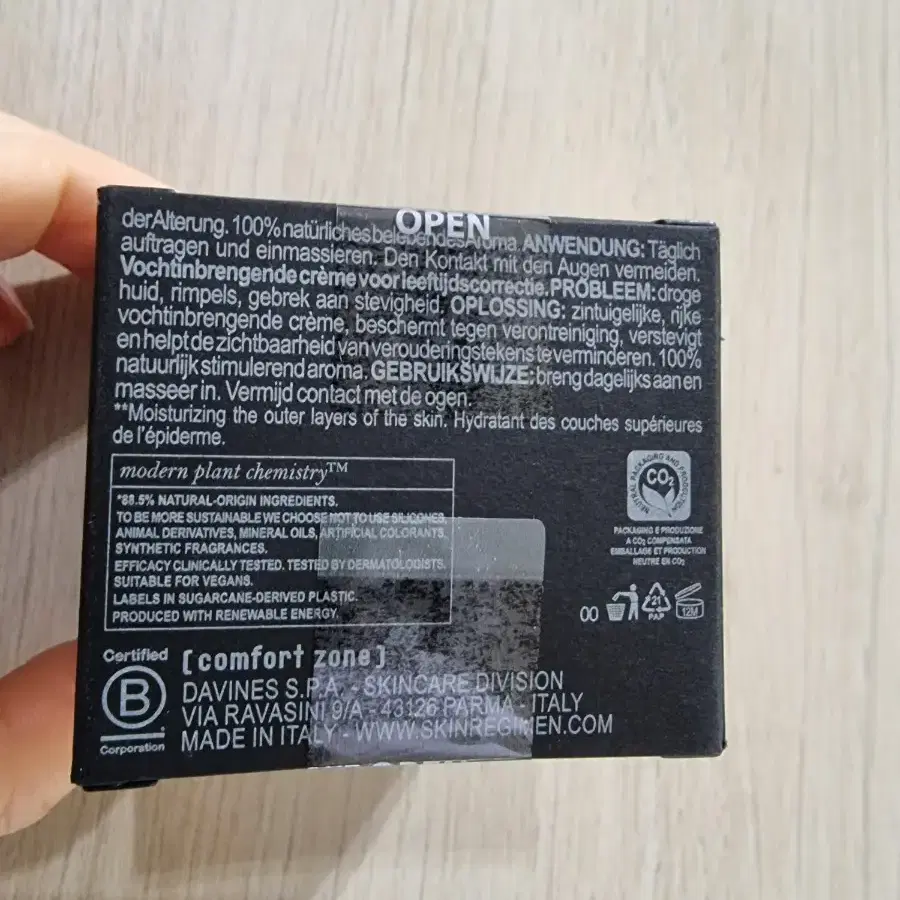 OPEN
derAlterung. 100% natürliches belebendes Aroma. ANWENDUNG: Täglich
auftragen und einmassieren. Den Kontakt mit den Augen vermeiden.
Vochtinbrengende crème voor leeftijdscorrectie. PROBLEEM: droge
huid, rimpels, gebrek aan stevigheid. OPLOSSING: zintuigelijke, rijke
vochtinbrengende crème, beschermt tegen verontreiniging, verstevigt
en helpt de zichtbaarheid van verouderingstekens te verminderen. 100%
natuurlijk stimulerend aroma. GEBRUIKSWIJZE: breng dagelijks aan en
masseer in. Vermijd contact met de ogen.
**Moisturizing the outer layers of the skin. Hydratant des couches supérieures
de l'épiderme.
modern plant chemistry™
*88.5% NATURAL-ORIGIN INGREDIENTS.
TO BE MORE SUSTAINABLE WE CHOOSE NOT TO USE SILICONES,
ANIMAL DERIVATIVES, MINERAL OILS, ARTIFICIAL COLORANTS,
SYNTHETIC FRAGRANCES.
EFFICACY CLINICALLY TESTED. TESTED BY DERMATOLOGISTS.
SUITABLE FOR VEGANS.
LABELS IN SUGARCANE-DERIVED PLASTIC.
PRODUCED WITH RENEWABLE ENERGY.
NEUTRAL PACKAGING AND PRODUCTION
CO₂
PACKAGING E PRODUZIONE
A CO₂ COMPENSATA
EMBALLAGE ET PRODUCTION
NEUTRE EN CO₂
00
21
PAP
12M
Certified
B
Corporation
[ comfort zone ]
DAVINES S.P.A. - SKINCARE DIVISION
VIA RAVASINI 9/A - 43126 PARMA - ITALY
MADE IN ITALY - WWW.SKINREGIMEN.COM